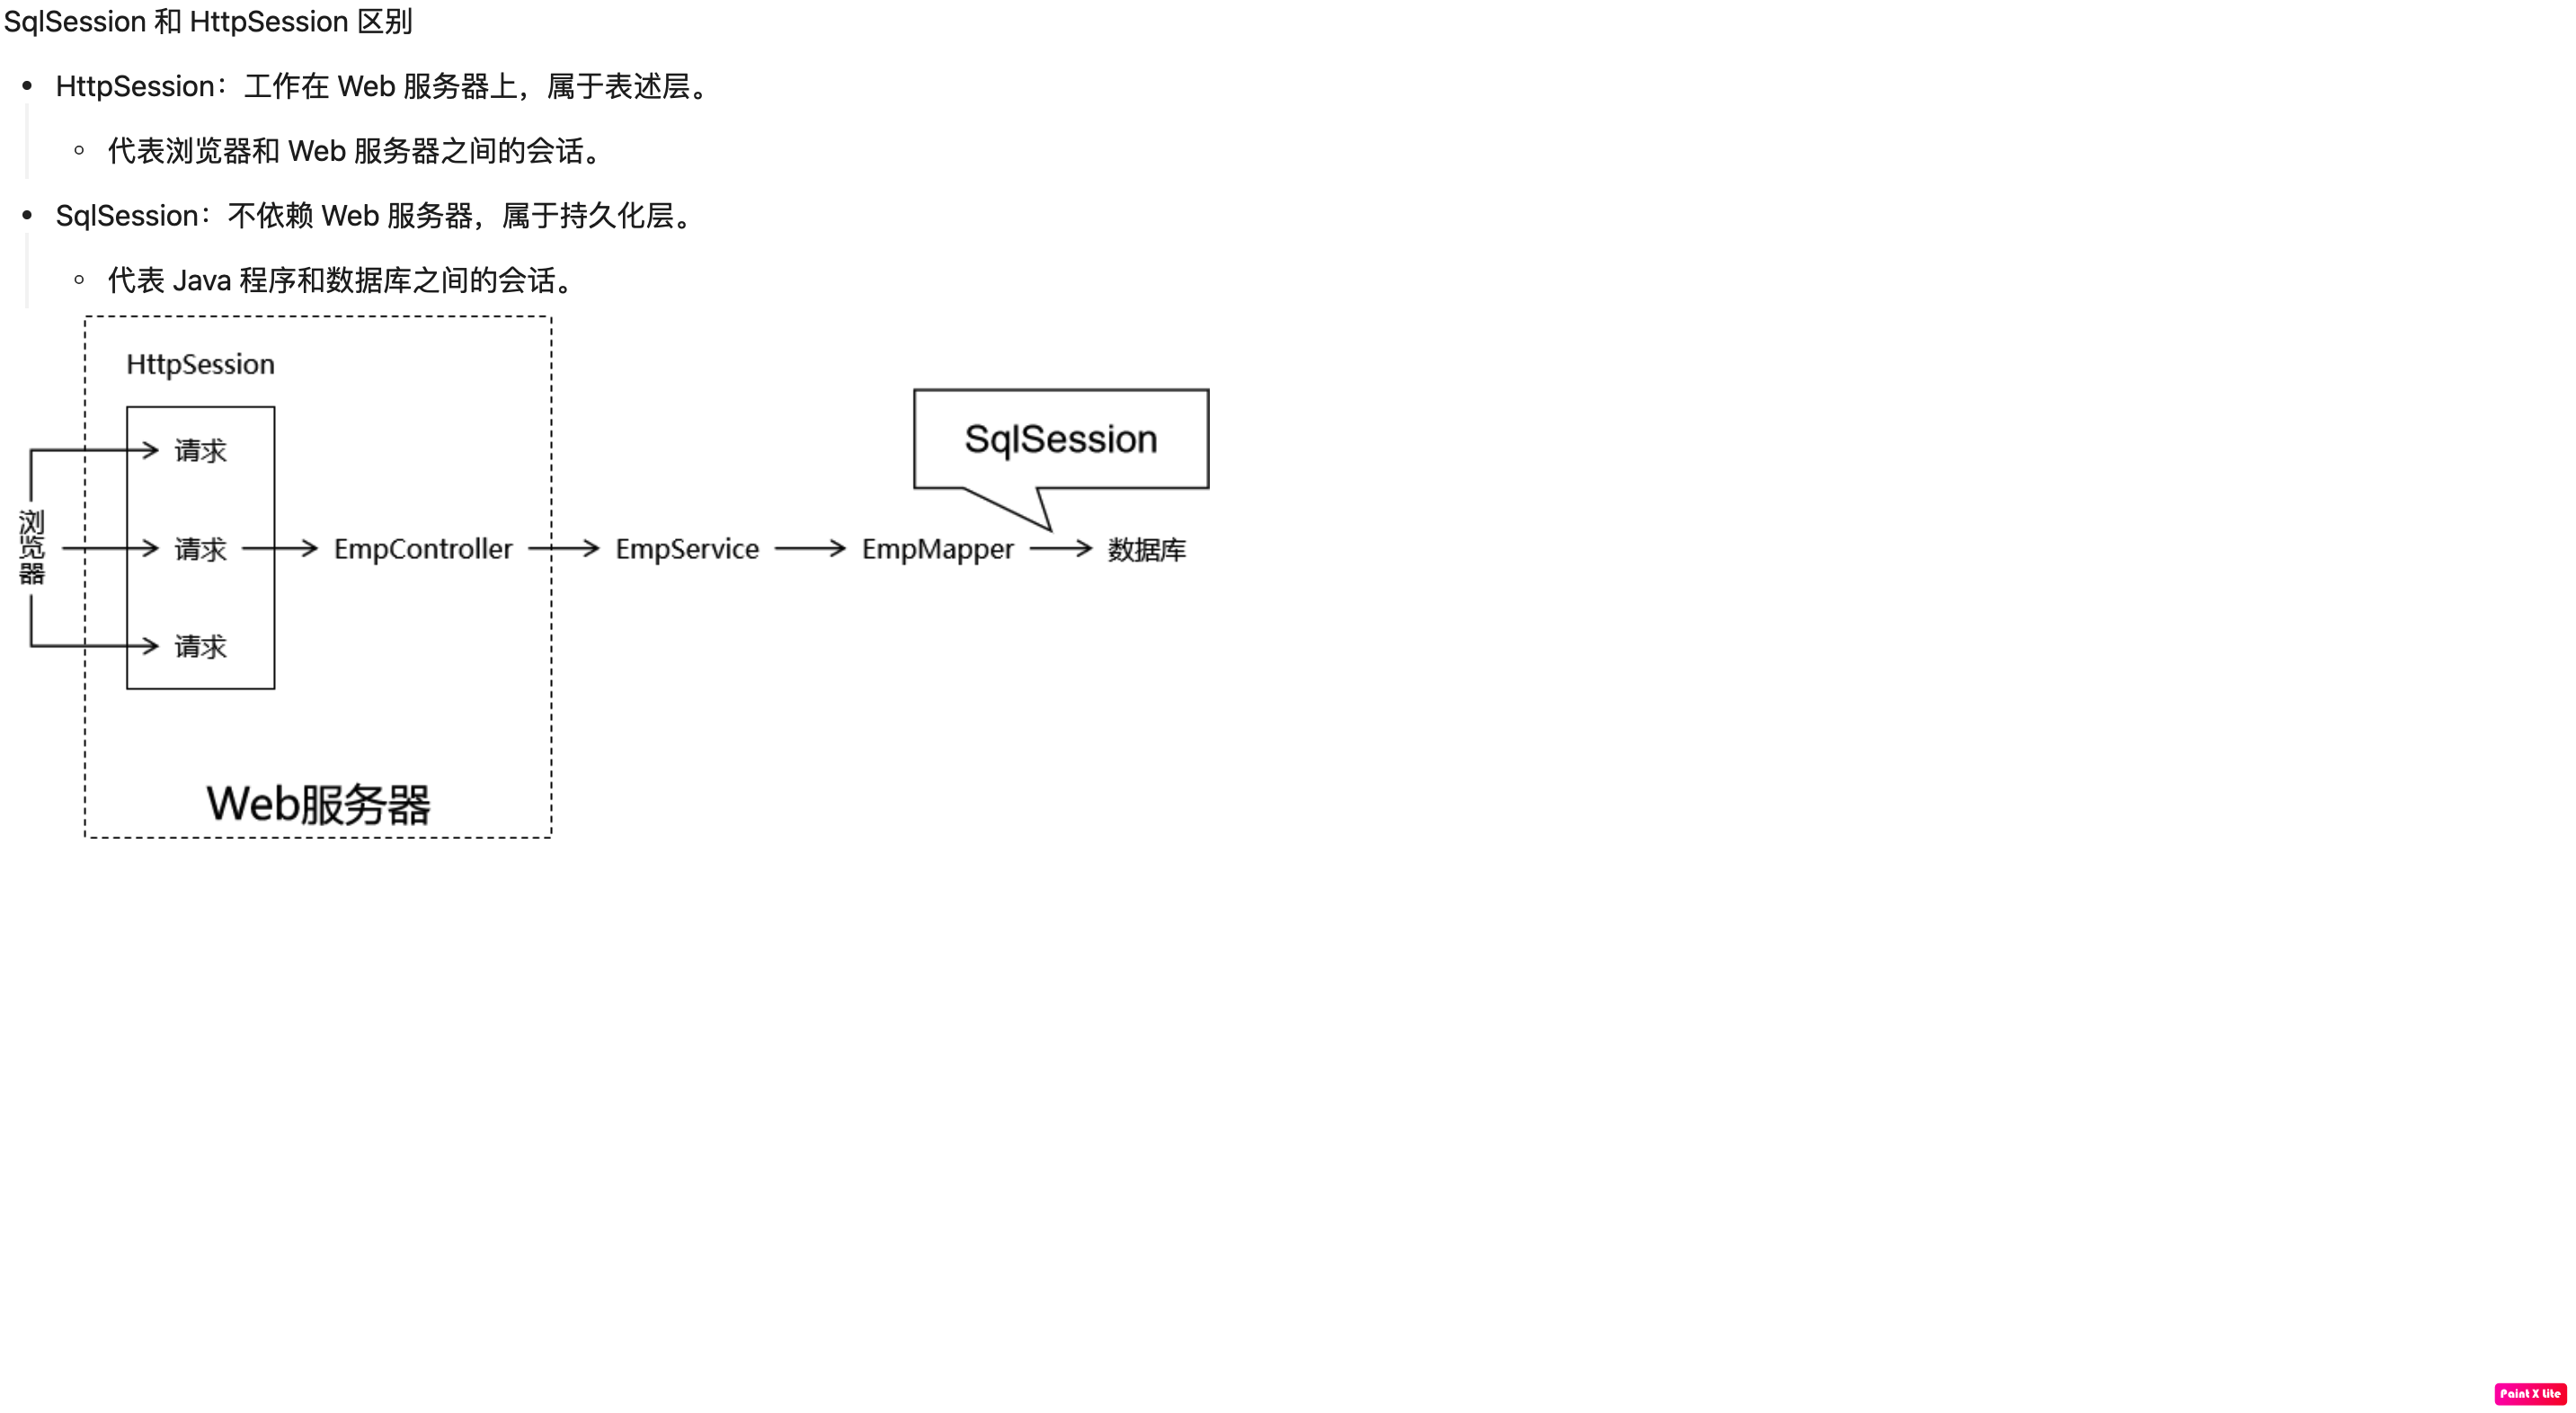 SqlSession 和 HttpSession 区别
HttpSession：工作在 Web 服务器上，属于表述层。
代表浏览器和 Web 服务器之间的会话。
SqlSession：不依赖 Web 服务器，属于持久化层。
代表 Java 程序和数据库之间的会话。
HttpSession
SqlSession
请求
浏览器
请求
EmpController
EmpService
EmpMapper
数据库
请求
Web服务器
Paint X Lite